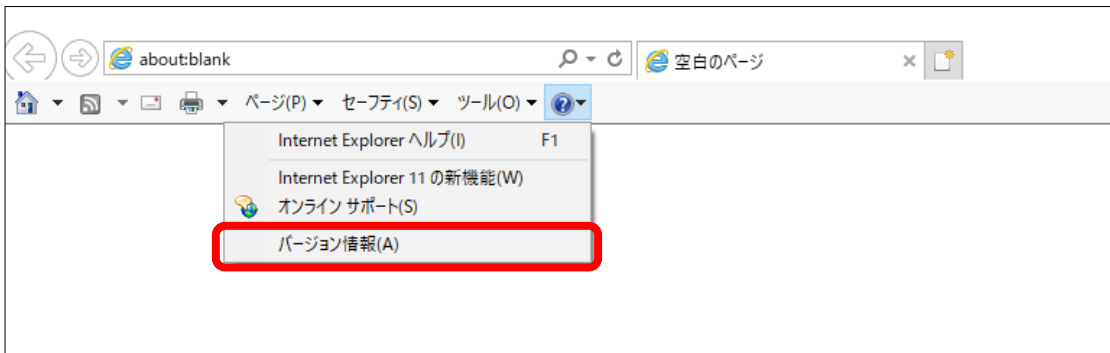 about:blank
空白のページ
ページ(P) セーフティ(S) ツール(O)
Internet Explorer ヘルプ(I) F1
Internet Explorer 11 の新機能(W)
オンライン サポート(S)
バージョン情報(A)